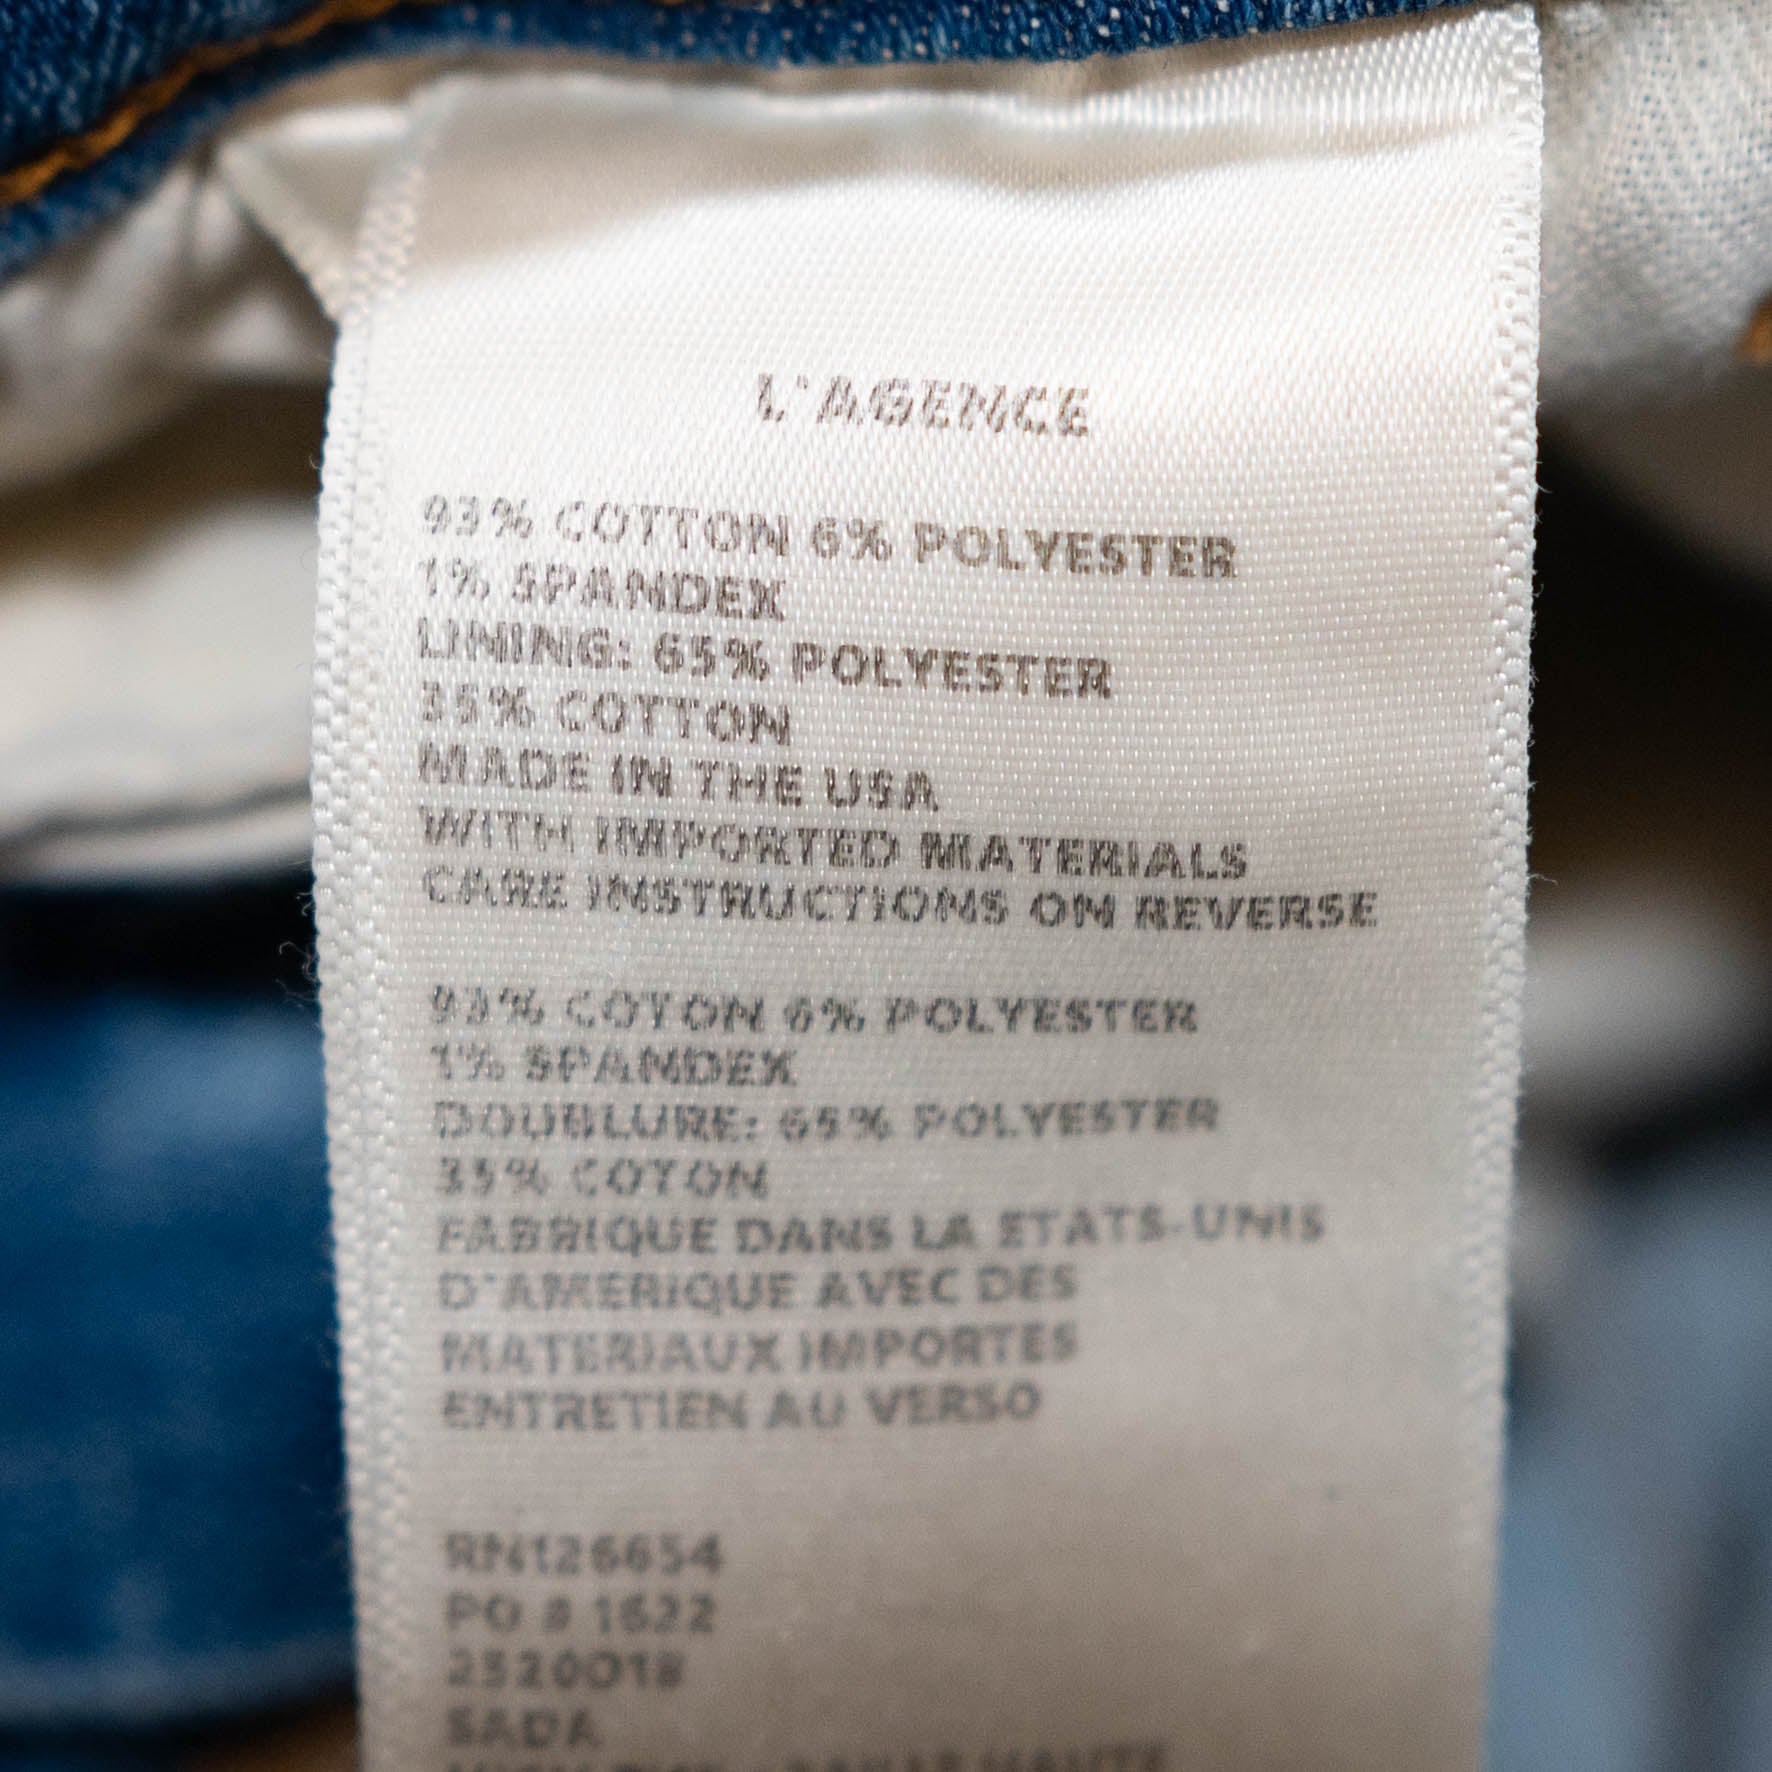 L'AGENCE
93% COTTON 6% POLYESTER
1% SPANDEX
LINING: 65% POLYESTER
35% COTTON
MADE IN THE USA
WITH IMPORTED MATERIALS
CARE INSTRUCTIONS ON REVERSE
93% COTON 6% POLYESTER
1% SPANDEX
DOUBLURE: 65% POLYESTER
35% COTON
FABRIQUE DANS LA ETATS-UNIS
D'AMERIQUE AVEC DES
MATERIAUX IMPORTES
ENTRETIEN AU VERSO
RN126654
PO # 1622
2320018
SADA